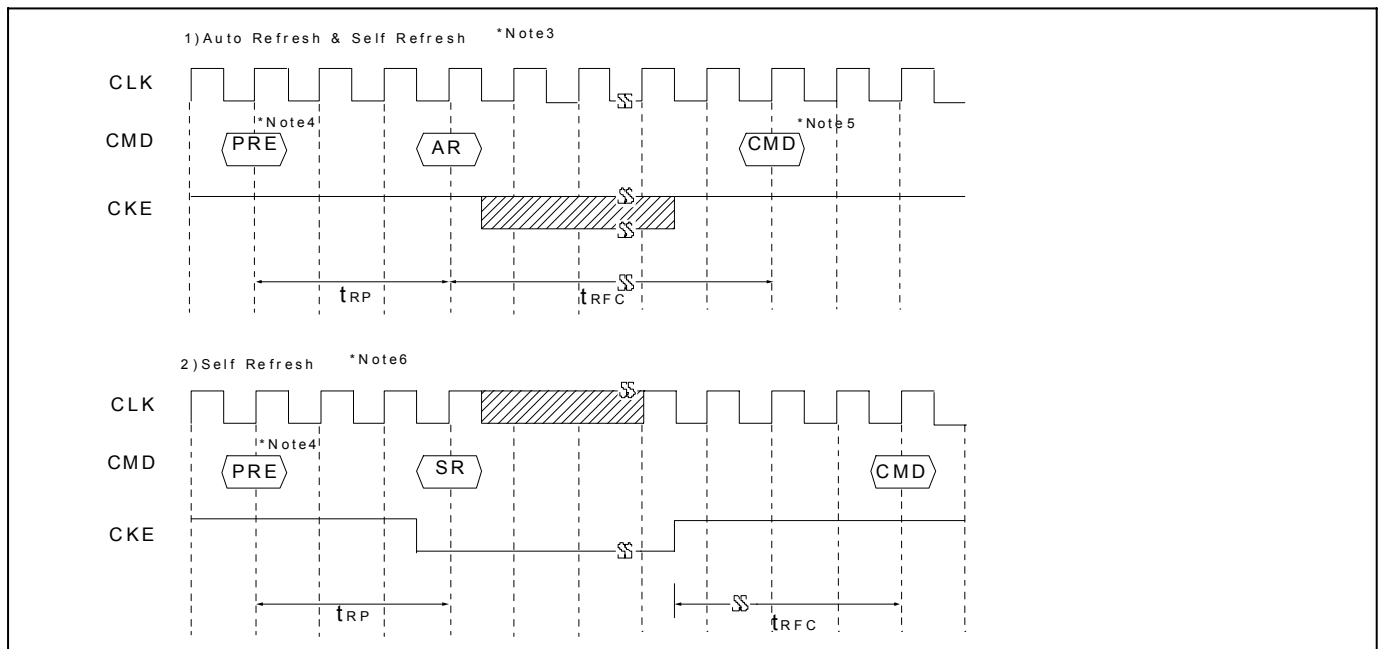 1)Auto Refresh & Self Refresh *Note3
CLK
*Note4 *Note5
CMD PRE AR CMD
CKE
tRP tRFC
2)Self Refresh *Note6
CLK
*Note4
CMD PRE SR CMD
CKE
tRP tRFC